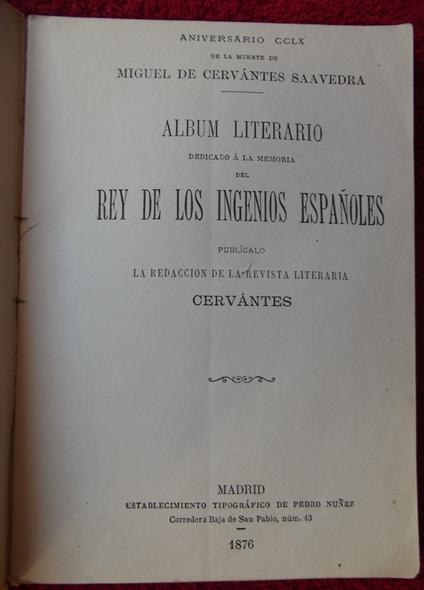 ANIVERSARIO CCLX
DE LA MUERTE DE
MIGUEL DE CERVÁNTES SAAVEDRA
ALBUM LITERARIO
DEDICADO Á LA MEMORIA
DEL
REY DE LOS INGENIOS ESPAÑOLES
PUBLÍCALO
LA REDACCION DE LA REVISTA LITERARIA
CERVÁNTES
MADRID
ESTABLECIMIENTO TIPOGRÁFICO DE PEDRO NUÑEZ
Corredera Baja de San Pablo, núm. 43
1876